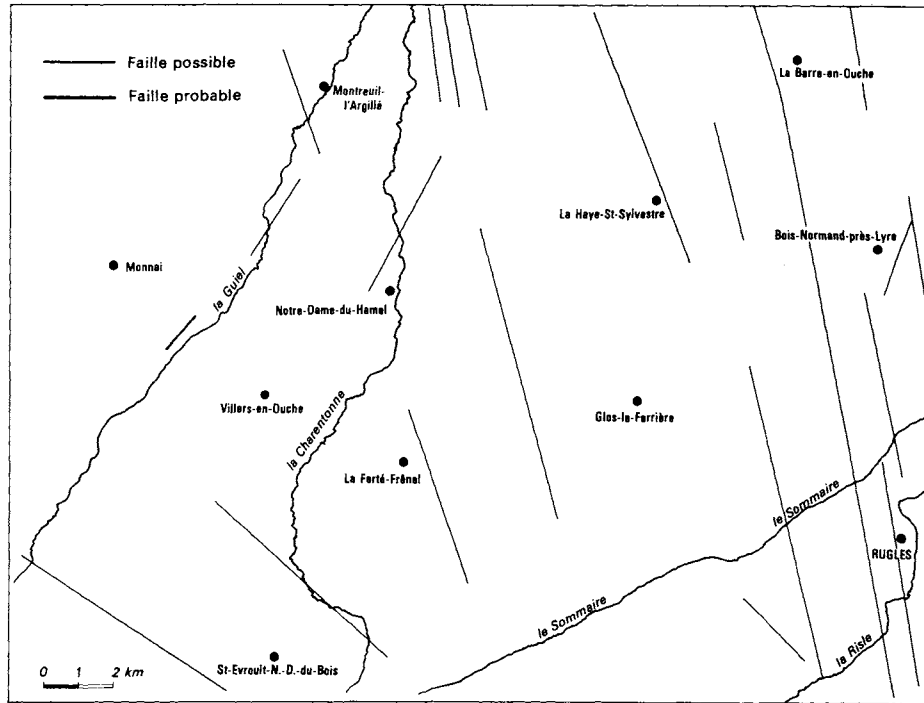 Faille possible
Faille probable
Montreuil-
l'Argillé
La Barre-en-Ouche
La Haye-St-Sylvestre
Bois-Normand-près-Lyre
Monnai
la Guiel
Notre-Dame-du-Hamel
Villers-en-Ouche
la Charentonne
Glos-la-Ferrière
La Ferté-Frênel
le Sommaire
RUGLES
le Sommaire
la Risle
St-Evroult-N.-D.-du-Bois
0 1 2 km